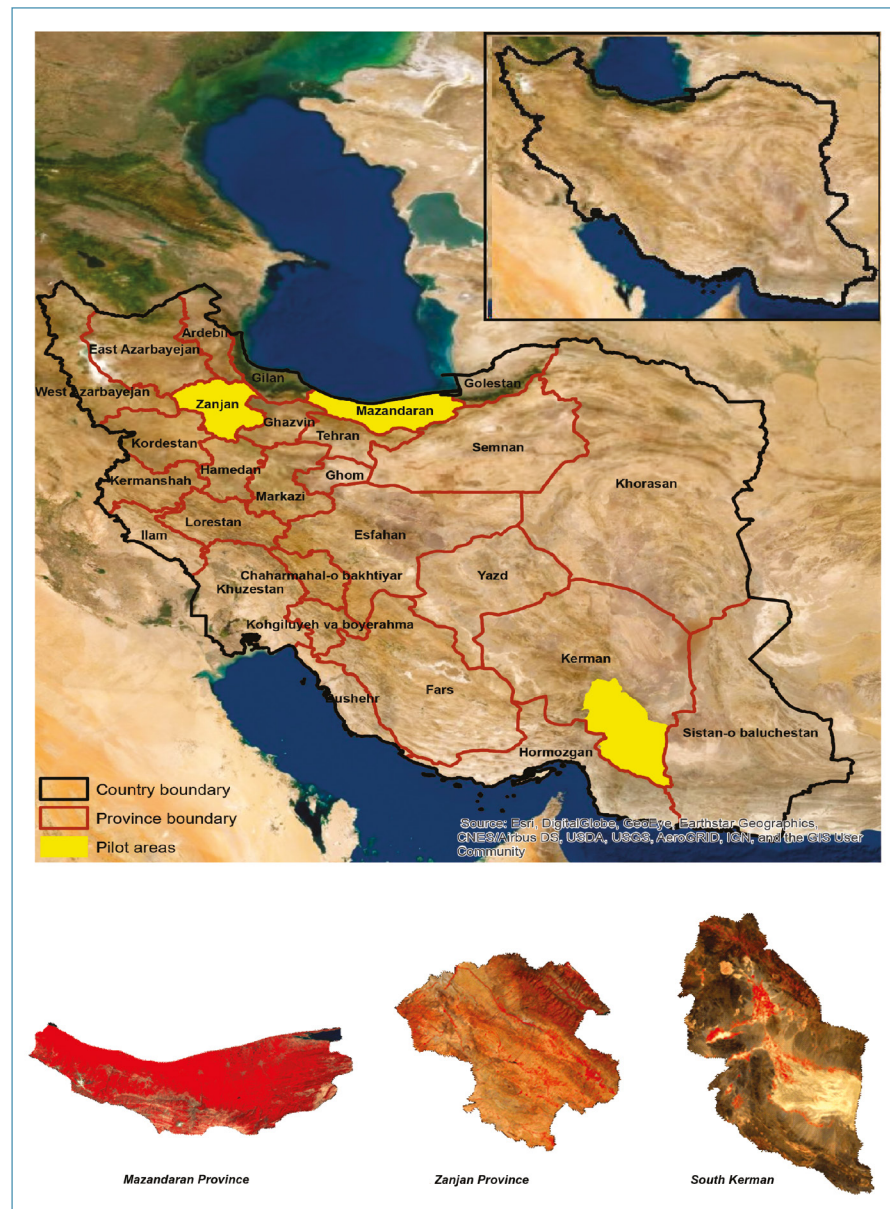 Ardebil
East Azarbayejan
Gilan
Golestan
West Azarbayejan
Zanjan
Mazandaran
Ghazvin
Tehran
Kordestan
Semnan
Hamedan
Ghom
Kermanshah
Khorasan
Markazi
Lorestan
Ilam
Esfahan
Chaharmahal-o bakhtiyar
Yazd
Khuzestan
Kohgiluyeh va boyerahma
Kerman
Fars
Bushehr
Sistan-o baluchestan
Hormozgan
Country boundary
Province boundary
Pilot areas
Source: Esri, DigitalGlobe, GeoEye, Earthstar Geographics,
CNES/Airbus DS, USDA, USGS, AeroGRID, IGN, and the GIS User
Community
Mazandaran Province
Zanjan Province
South Kerman